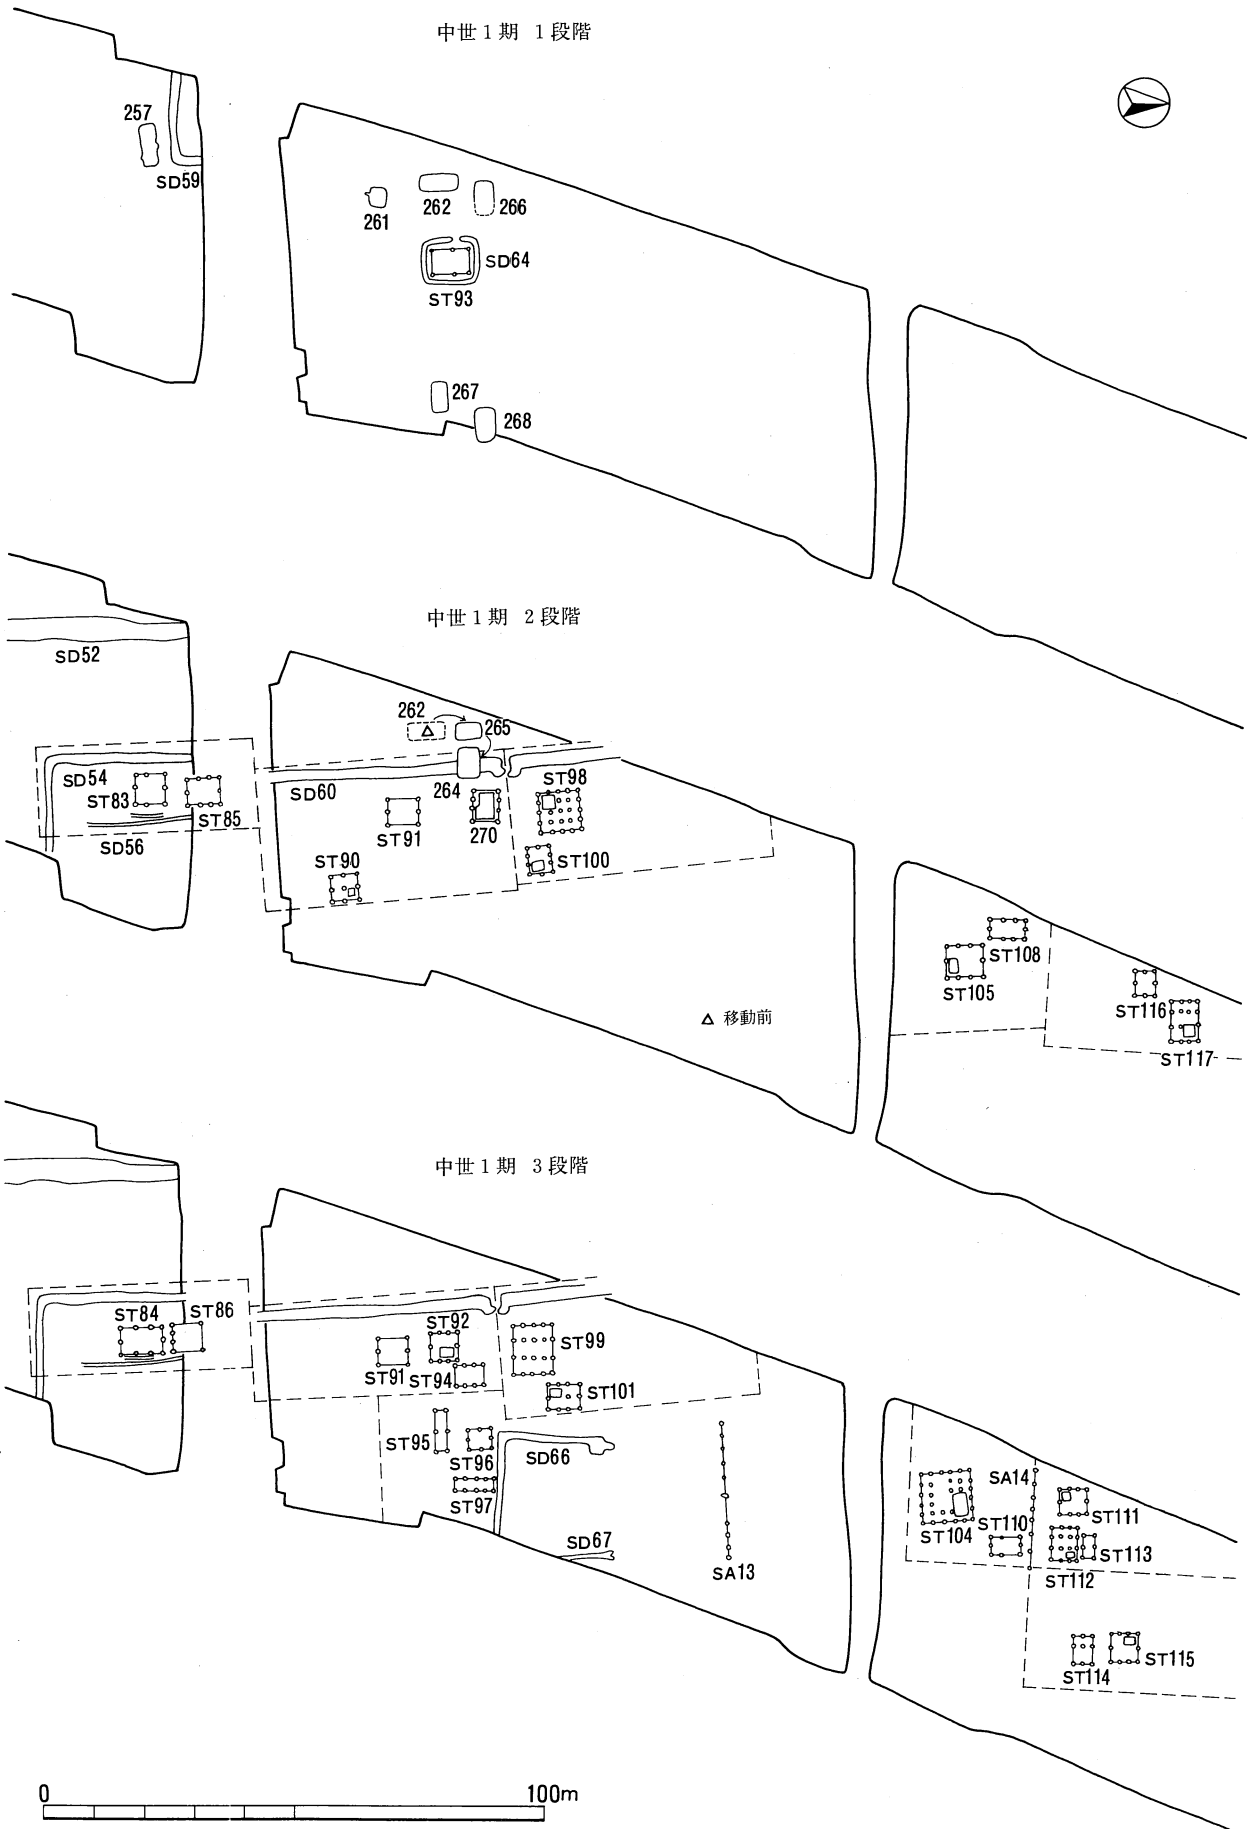 中世1期 1段階
257
SD59
261
262
266
SD64
ST93
267
268
中世1期 2段階
SD52
262
265
SD54
ST83
ST85
SD56
SD60
264
ST98
ST91
270
ST90
ST100
ST108
ST105
ST116
ST117
△ 移動前
中世1期 3段階
ST84
ST86
ST92
ST99
ST91
ST94
ST101
ST95
ST96
SD66
ST97
SD67
SA13
SA14
ST104
ST110
ST111
ST113
ST112
ST115
ST114
0 100m